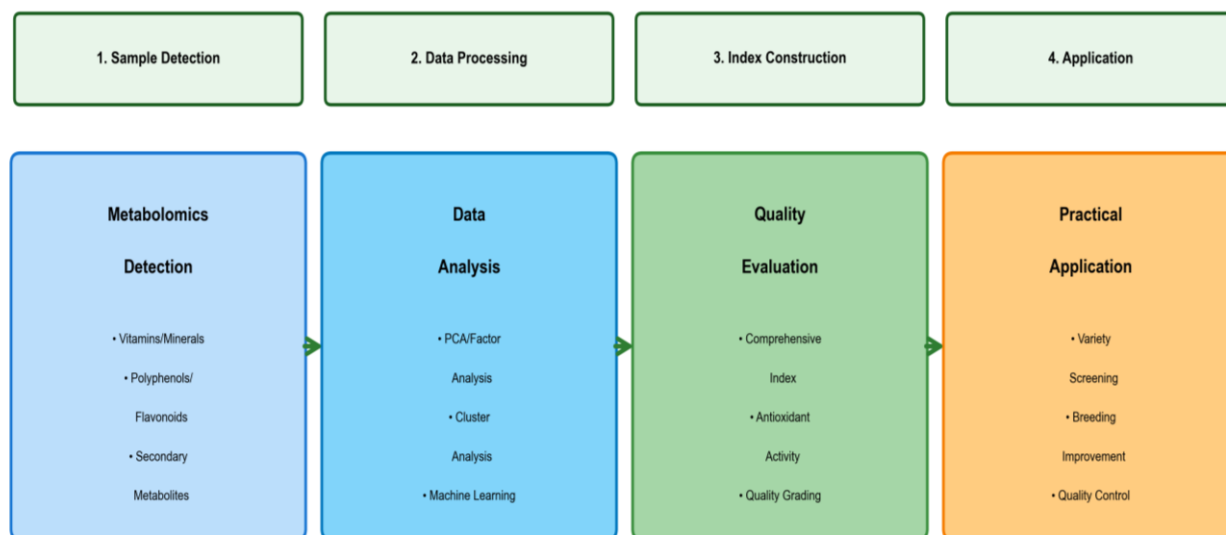 1. Sample Detection
2. Data Processing
3. Index Construction
4. Application
Metabolomics
Detection
• Vitamins/Minerals
• Polyphenols/
Flavonoids
• Secondary
Metabolites
Data
Analysis
• PCA/Factor
Analysis
• Cluster
Analysis
• Machine Learning
Quality
Evaluation
• Comprehensive
Index
• Antioxidant
Activity
• Quality Grading
Practical
Application
• Variety
Screening
• Breeding
Improvement
• Quality Control